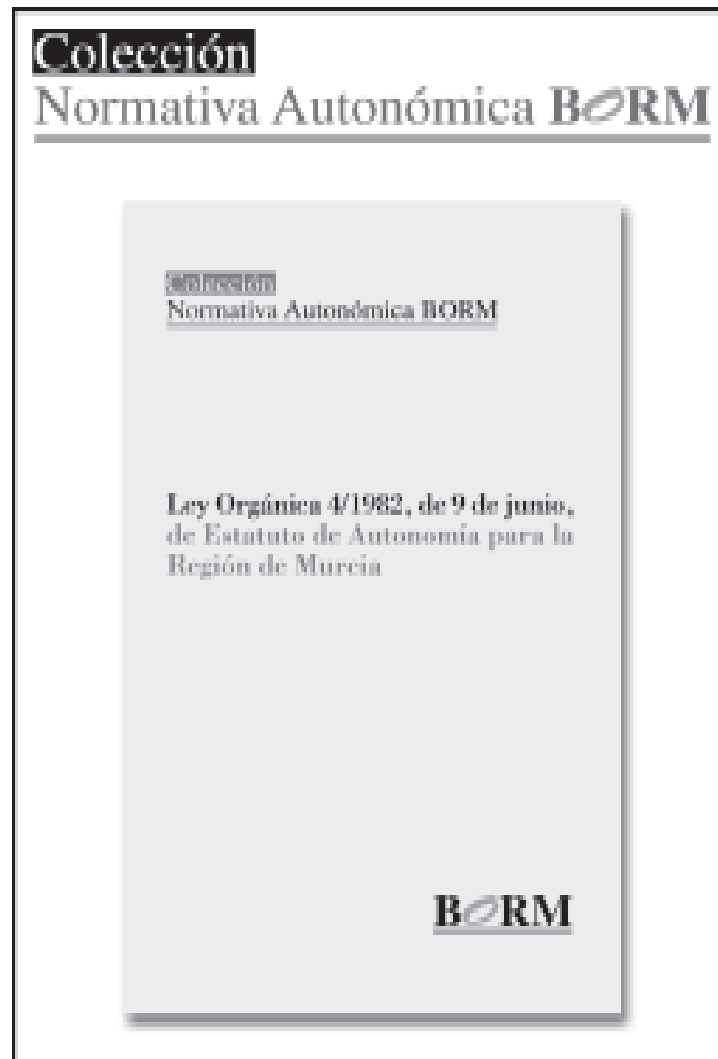 Colección
Normativa Autonómica BORM
Colección
Normativa Autonómica BORM
Ley Orgánica 4/1982, de 9 de junio,
de Estatuto de Autonomía para la
Región de Murcia
BORM